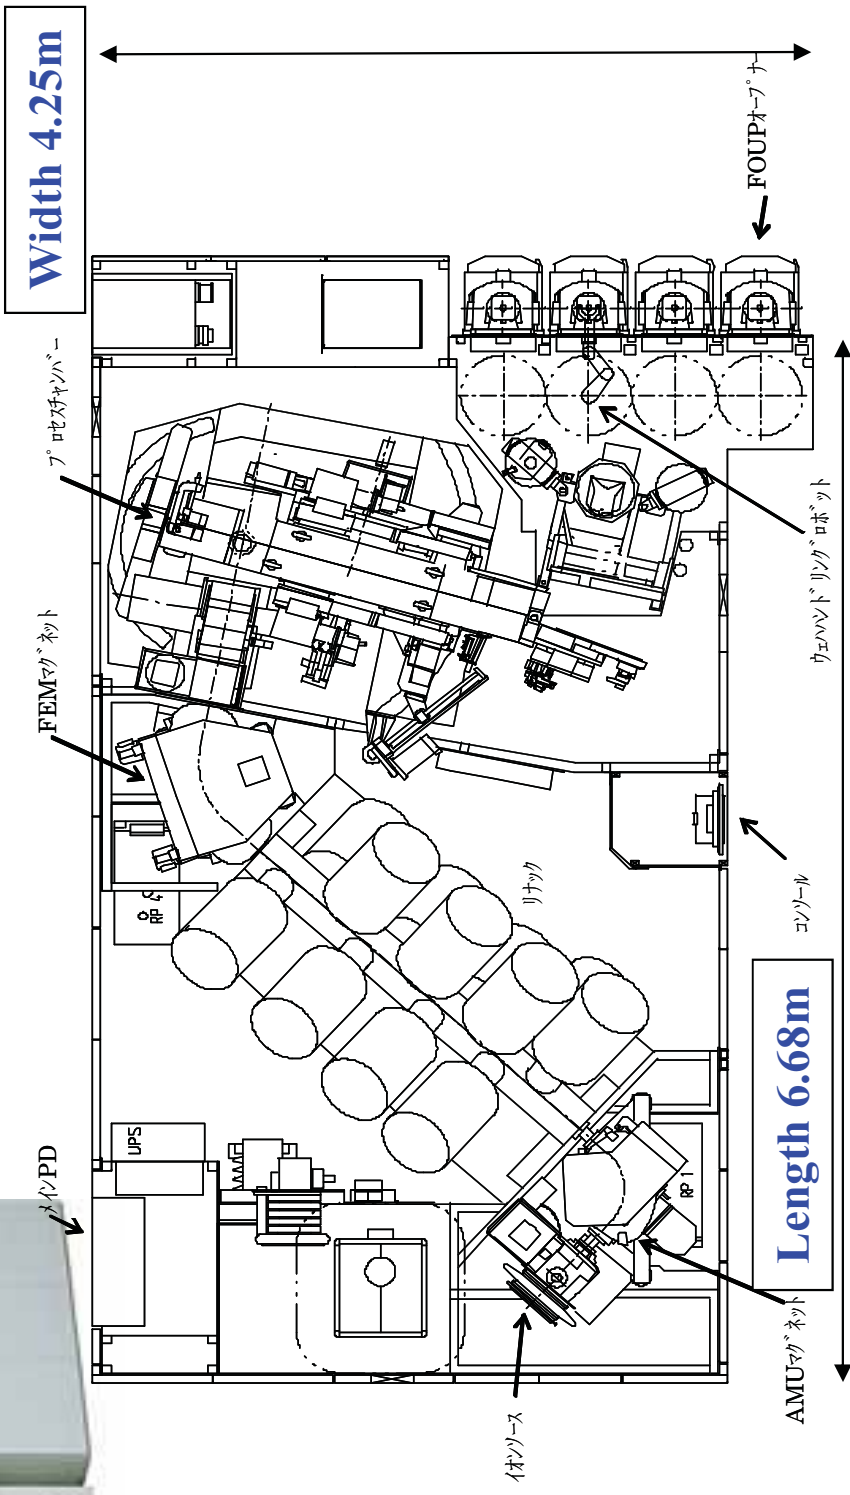 Width 4.25m
FOUPオープナー
プロセスチャンバー
FEMマグネット
ウェハハンドリングロボット
リナック
コンソール
RP
メインPD
UPS
RP 1
Length 6.68m
AMUマグネット
イオンソース